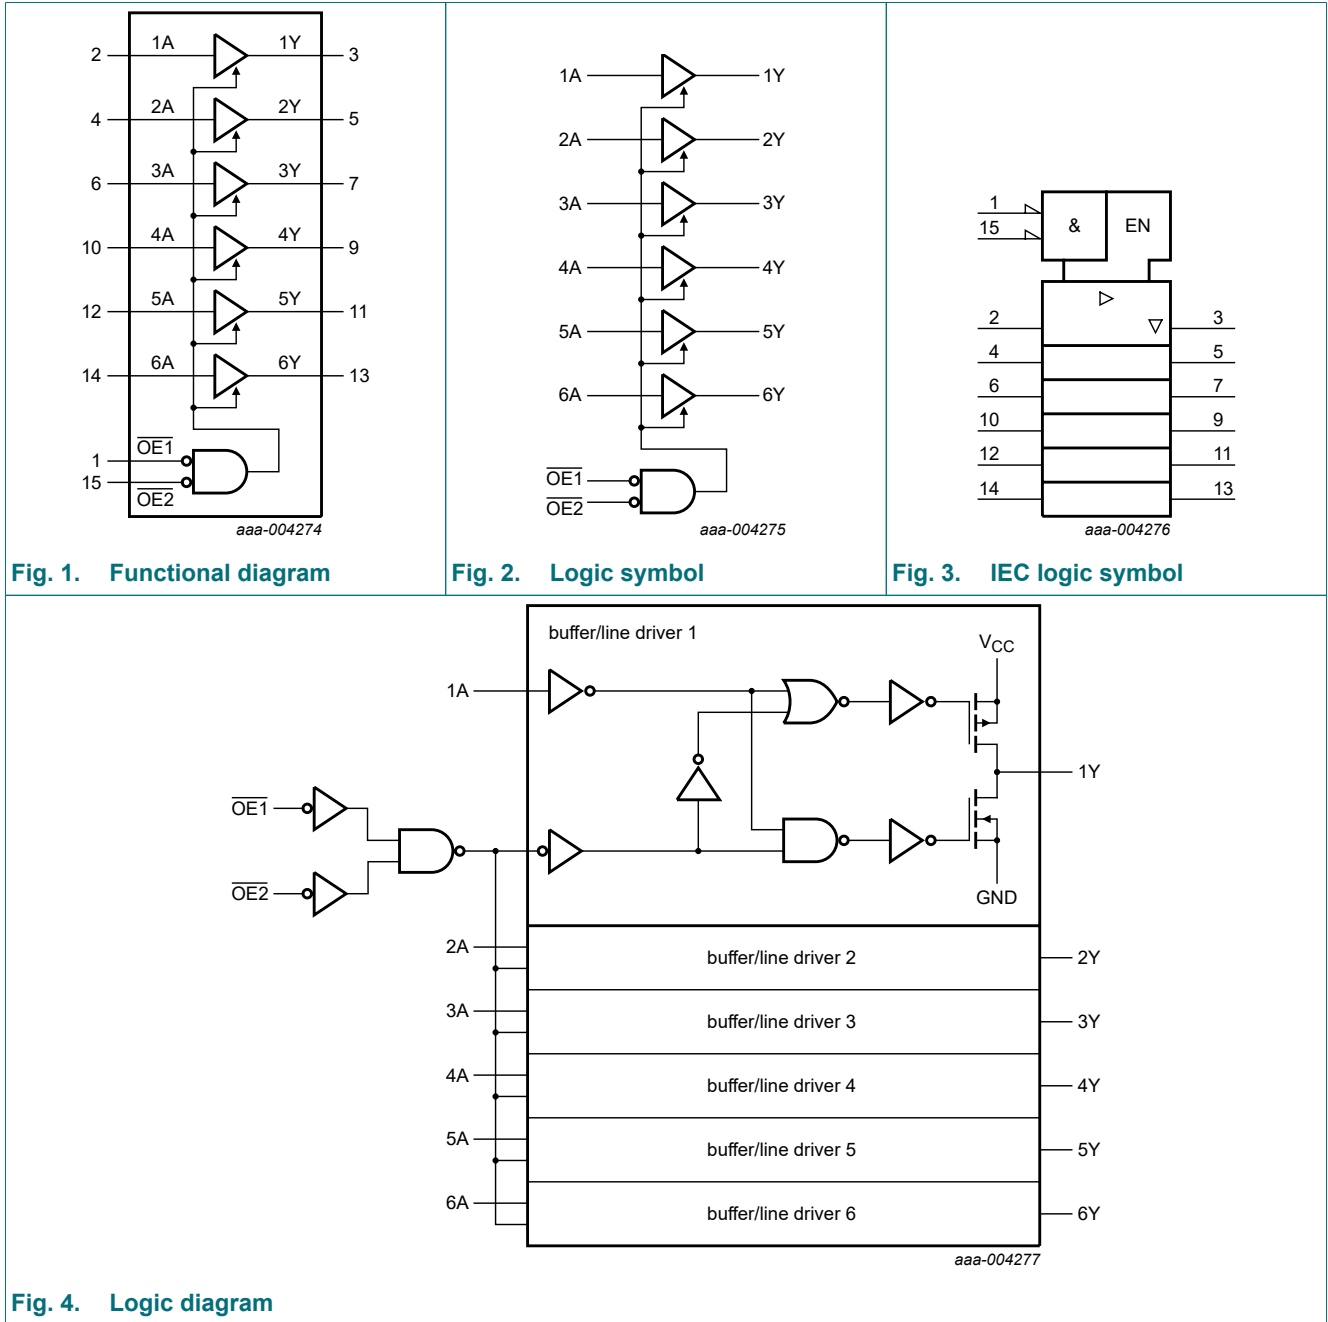 2 1A 1Y 3
4 2A 2Y 5
6 3A 3Y 7
10 4A 4Y 9
12 5A 5Y 11
14 6A 6Y 13
1 OE1
15 OE2
aaa-004274
Fig. 1. Functional diagram
1A 1Y
2A 2Y
3A 3Y
4A 4Y
5A 5Y
6A 6Y
OE1
OE2
aaa-004275
Fig. 2. Logic symbol
1
15
& EN
2 3
4 5
6 7
10 9
12 11
14 13
aaa-004276
Fig. 3. IEC logic symbol
buffer/line driver 1
VCC
1A
1Y
OE1
OE2
GND
2A buffer/line driver 2 2Y
3A buffer/line driver 3 3Y
4A buffer/line driver 4 4Y
5A buffer/line driver 5 5Y
6A buffer/line driver 6 6Y
aaa-004277
Fig. 4. Logic diagram